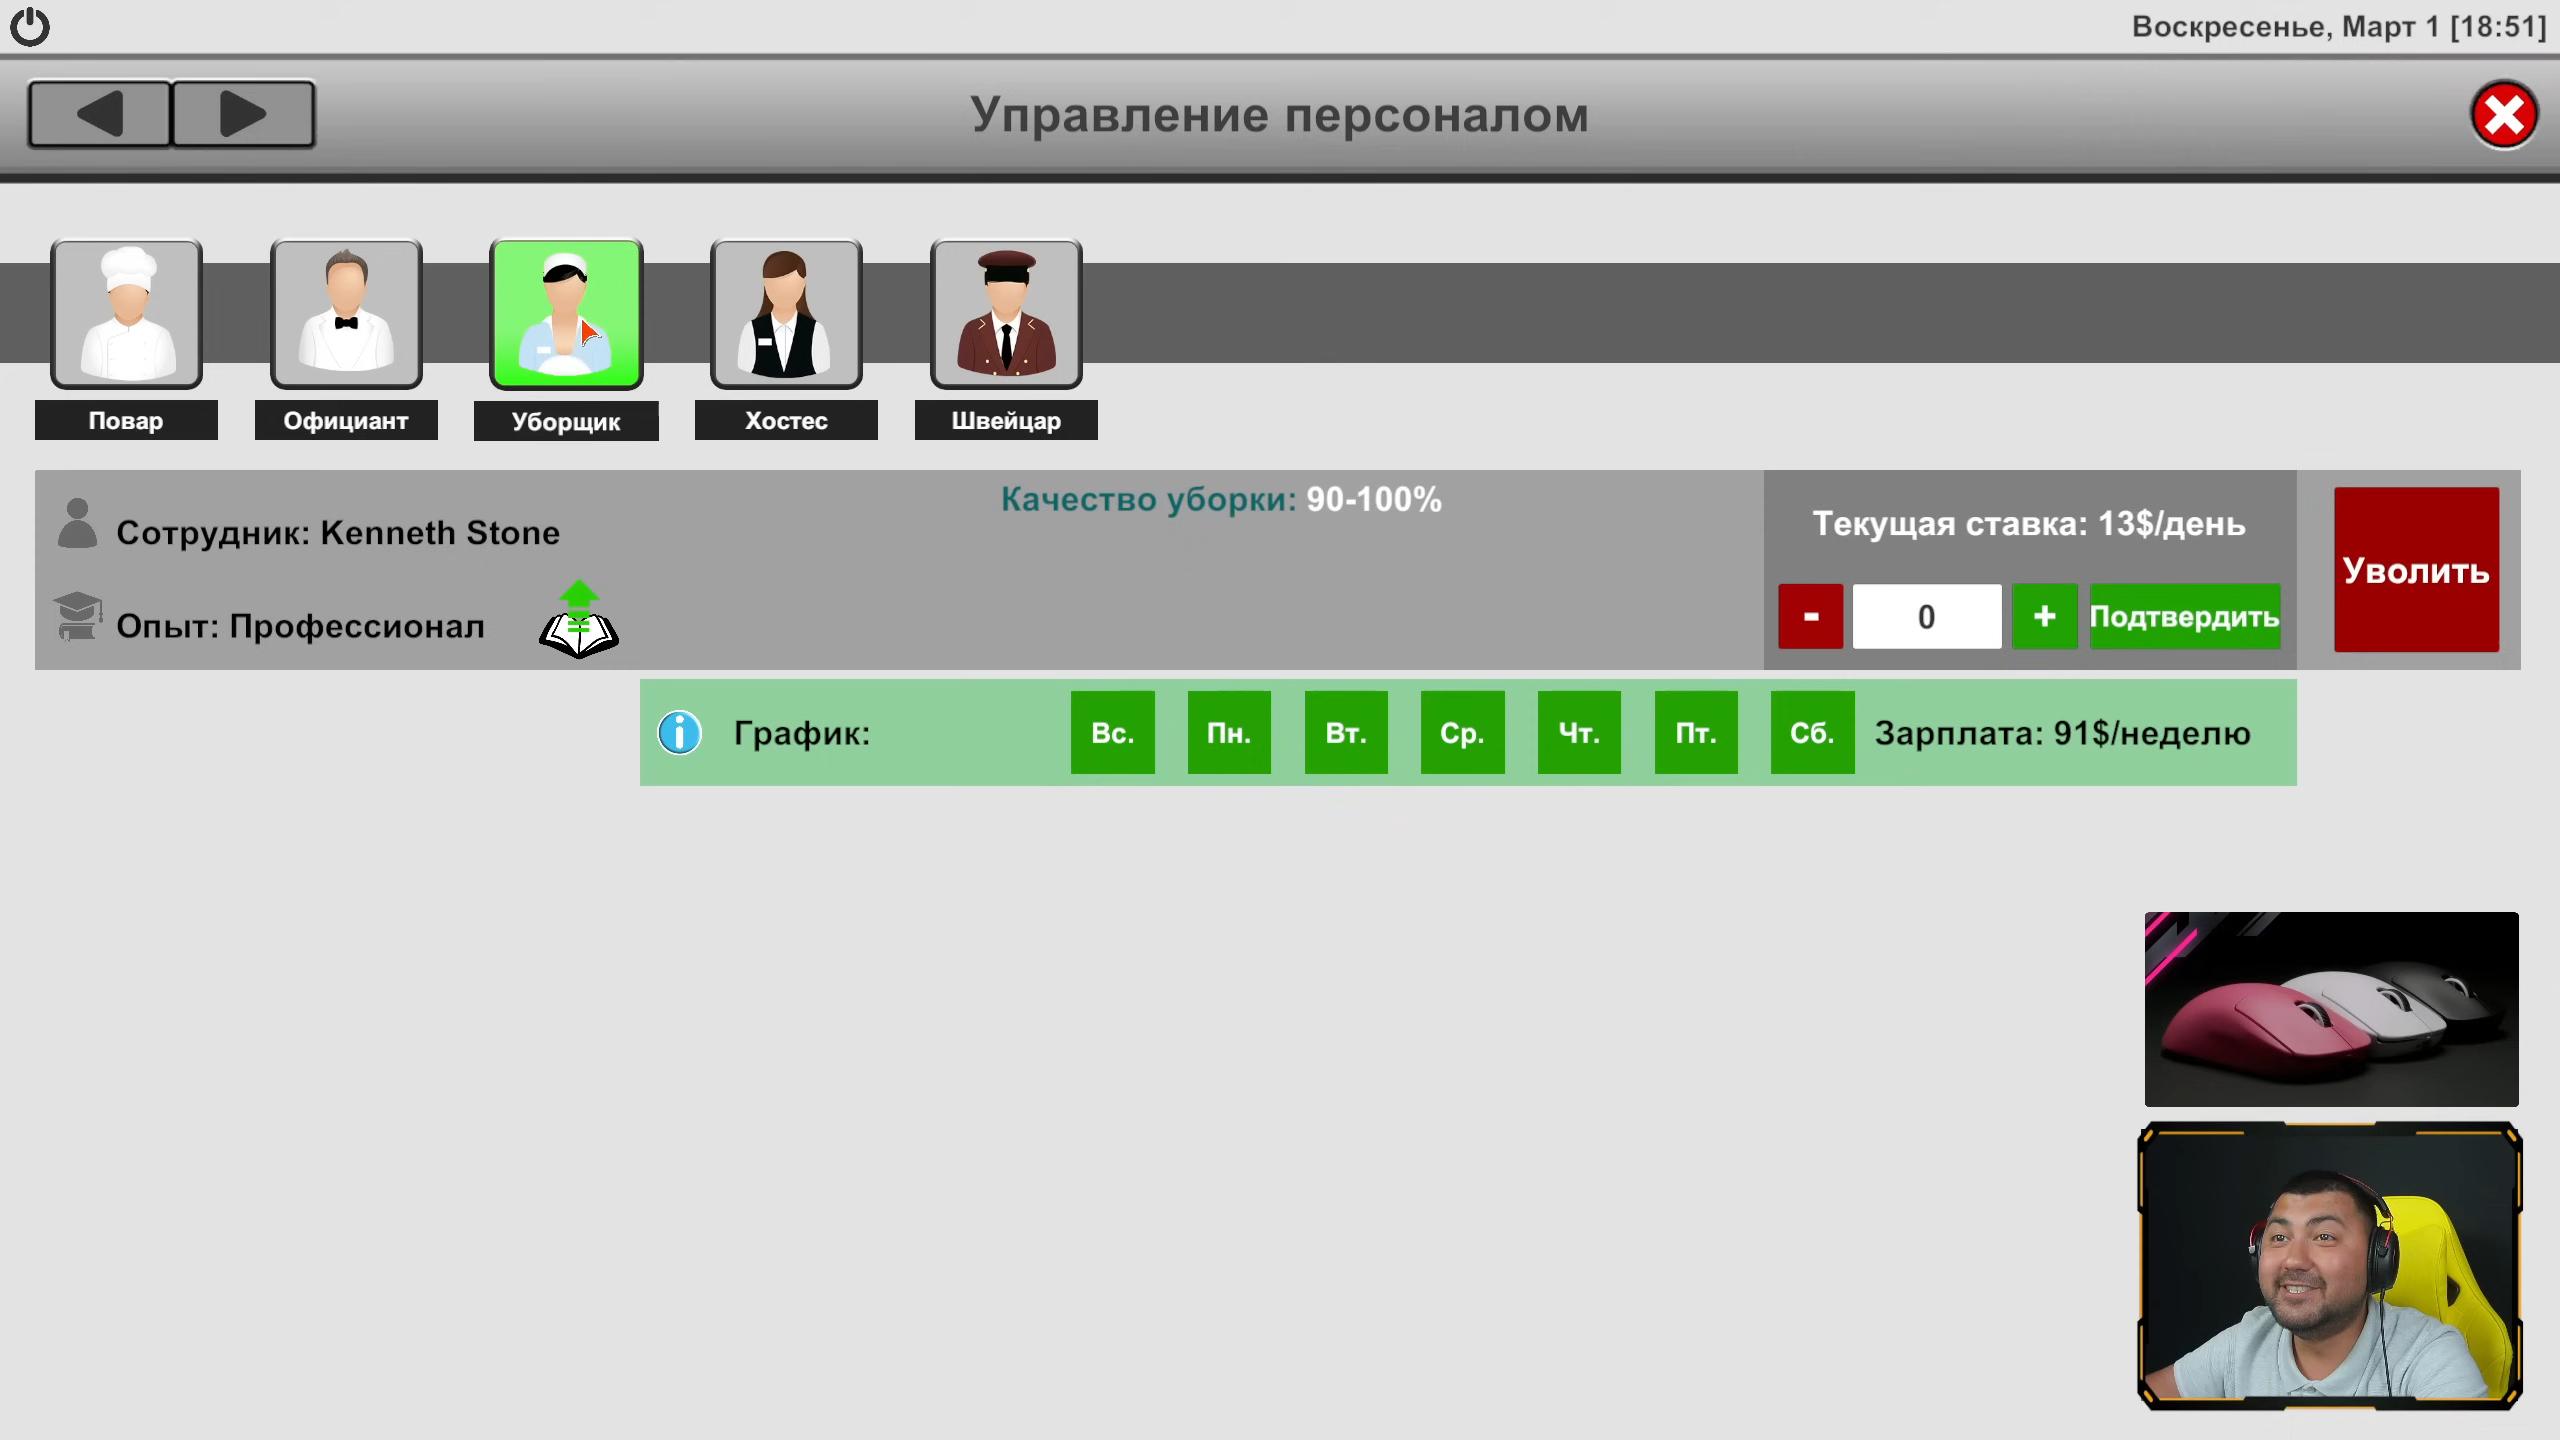 Воскресенье, Март 1 [18:51]
Управление персоналом
Повар
Официант
Уборщик
Хостес
Швейцар
Сотрудник: Kenneth Stone
Опыт: Профессионал
Качество уборки: 90-100%
Текущая ставка: 13$/день
- 0 + Подтвердить
Уволить
График: Вс. Пн. Вт. Ср. Чт. Пт. Сб. Зарплата: 91$/неделю